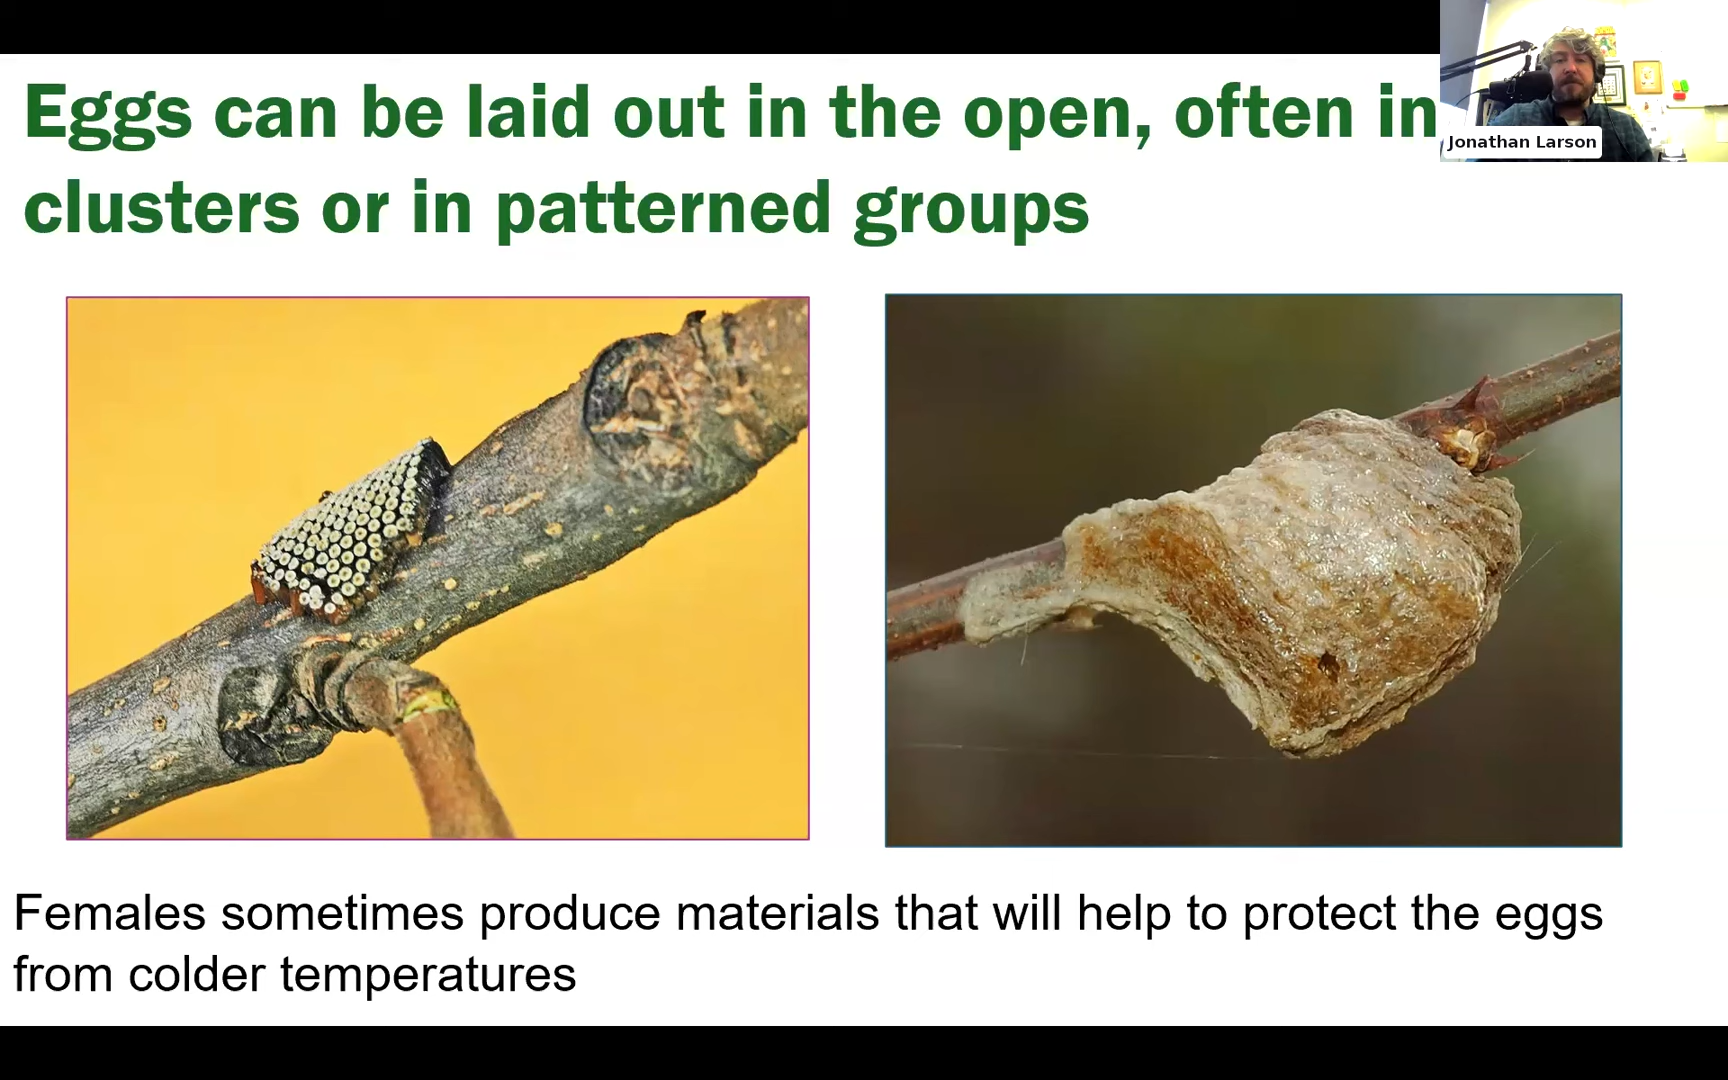 Eggs can be laid out in the open, often in
clusters or in patterned groups
Jonathan Larson
Females sometimes produce materials that will help to protect the eggs
from colder temperatures